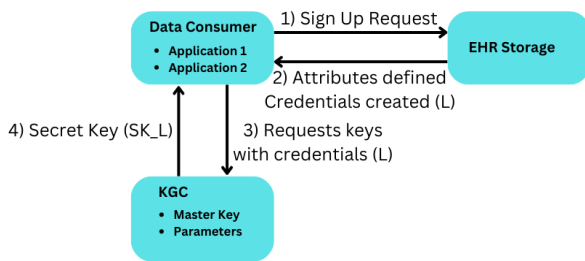 Data Consumer
• Application 1
• Application 2
1) Sign Up Request
EHR Storage
2) Attributes defined
Credentials created (L)
4) Secret Key (SK_L)
3) Requests keys
with credentials (L)
KGC
• Master Key
• Parameters